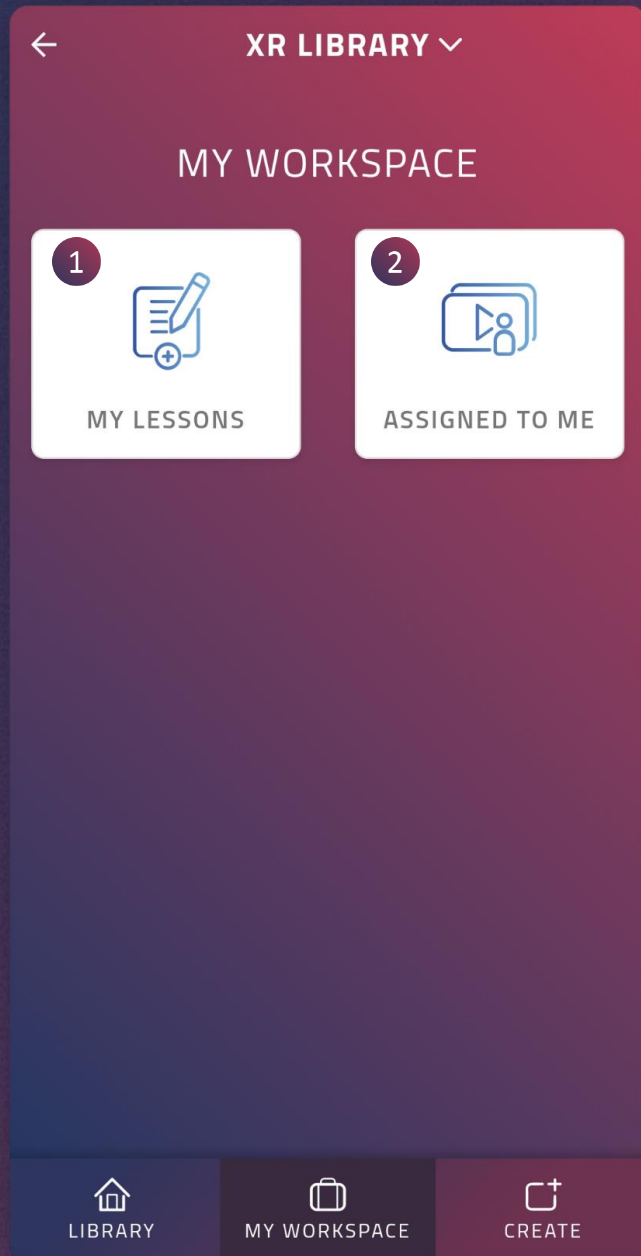 XR LIBRARY
MY WORKSPACE
1
2
MY LESSONS
ASSIGNED TO ME
LIBRARY
MY WORKSPACE
CREATE